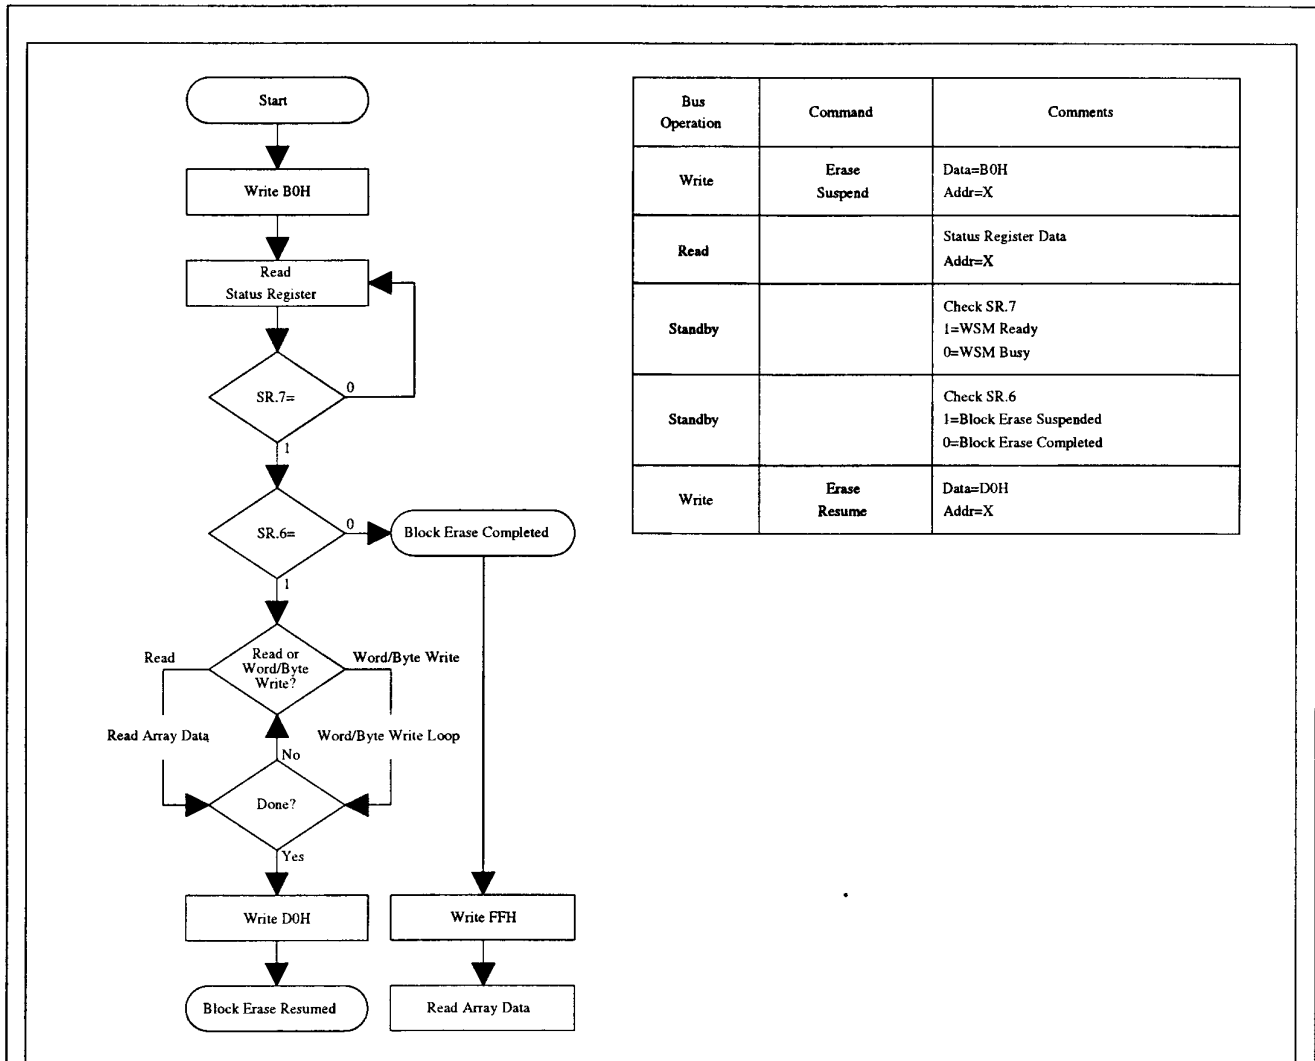 Start
Write B0H
Read
Status Register
SR.7=
0
1
SR.6=
0
Block Erase Completed
1
Read
Read or
Word/Byte
Write?
Word/Byte Write
Read Array Data
Word/Byte Write Loop
No
Done?
Yes
Write D0H
Write FFH
Block Erase Resumed
Read Array Data
Bus
Operation
Command
Comments
Write
Erase
Suspend
Data=B0H
Addr=X
Read
Status Register Data
Addr=X
Standby
Check SR.7
1=WSM Ready
0=WSM Busy
Standby
Check SR.6
1=Block Erase Suspended
0=Block Erase Completed
Write
Erase
Resume
Data=D0H
Addr=X